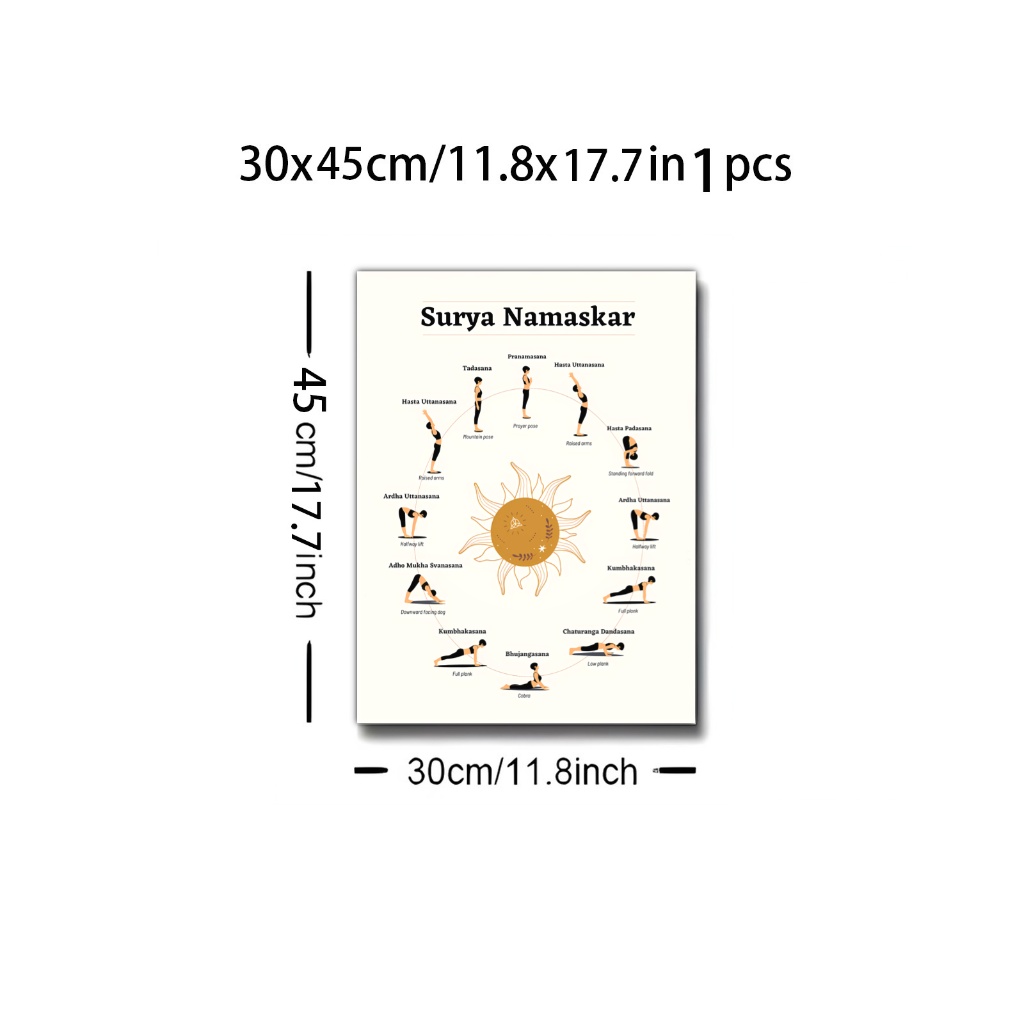 30x45cm/11.8x17.7in 1 pcs
45 cm/17.7inch
Surya Namaskar
Pranamasana
Prayer pose
Hasta Uttanasana
Raised arms
Hasta Padasana
Standing forward fold
Ardha Uttanasana
Halfway lift
Kumbhakasana
Full plank
Chaturanga Dandasana
Low plank
Bhujangasana
Cobra
Kumbhakasana
Full plank
Adho Mukha Svanasana
Downward facing dog
Ardha Uttanasana
Halfway lift
Hasta Uttanasana
Raised arms
Tadasana
Mountain pose
30cm/11.8inch